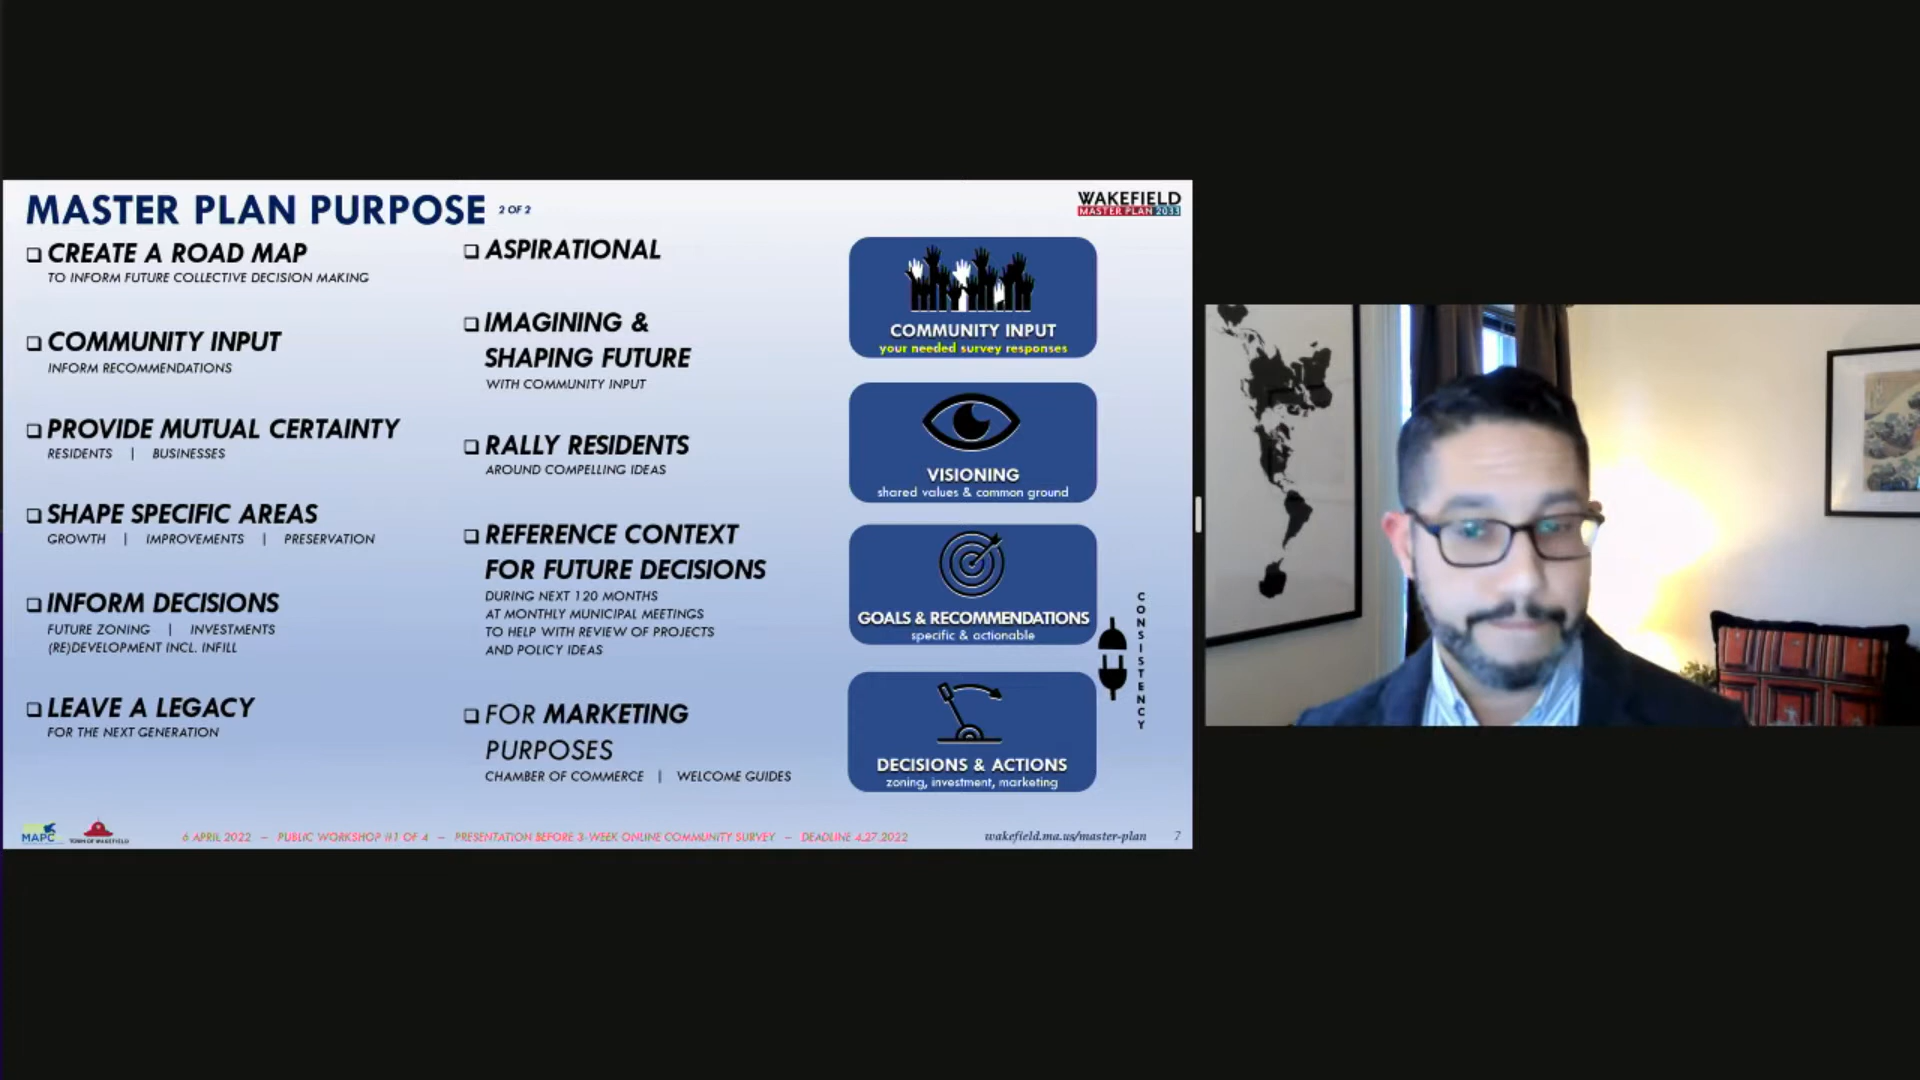 MASTER PLAN PURPOSE 2 OF 2
WAKEFIELD
MASTER PLAN 2033
❑ CREATE A ROAD MAP
TO INFORM FUTURE COLLECTIVE DECISION MAKING
❑ COMMUNITY INPUT
INFORM RECOMMENDATIONS
❑ PROVIDE MUTUAL CERTAINTY
RESIDENTS | BUSINESSES
❑ SHAPE SPECIFIC AREAS
GROWTH | IMPROVEMENTS | PRESERVATION
❑ INFORM DECISIONS
FUTURE ZONING | INVESTMENTS
(RE)DEVELOPMENT INCL. INFILL
❑ LEAVE A LEGACY
FOR THE NEXT GENERATION
❑ ASPIRATIONAL
❑ IMAGINING &
SHAPING FUTURE
WITH COMMUNITY INPUT
❑ RALLY RESIDENTS
AROUND COMPELLING IDEAS
❑ REFERENCE CONTEXT
FOR FUTURE DECISIONS
DURING NEXT 120 MONTHS
AT MONTHLY MUNICIPAL MEETINGS
TO HELP WITH REVIEW OF PROJECTS
AND POLICY IDEAS
❑ FOR MARKETING
PURPOSES
CHAMBER OF COMMERCE | WELCOME GUIDES
COMMUNITY INPUT
your needed survey responses
VISIONING
shared values & common ground
GOALS & RECOMMENDATIONS
specific & actionable
DECISIONS & ACTIONS
zoning, investment, marketing
CONSISTENCY
MAPC
TOWN OF WAKEFIELD
6 APRIL 2022 – PUBLIC WORKSHOP #1 OF 4 – PRESENTATION BEFORE 3-WEEK ONLINE COMMUNITY SURVEY – DEADLINE 4.27.2022
wakefield.ma.us/master-plan 7